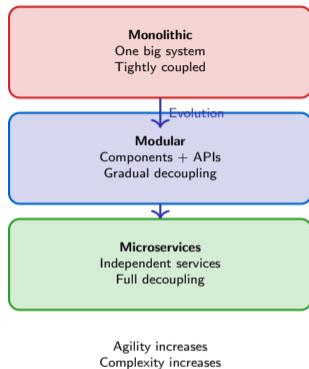 Monolithic
One big system
Tightly coupled
Evolution
Modular
Components + APIs
Gradual decoupling
Microservices
Independent services
Full decoupling
Agility increases
Complexity increases